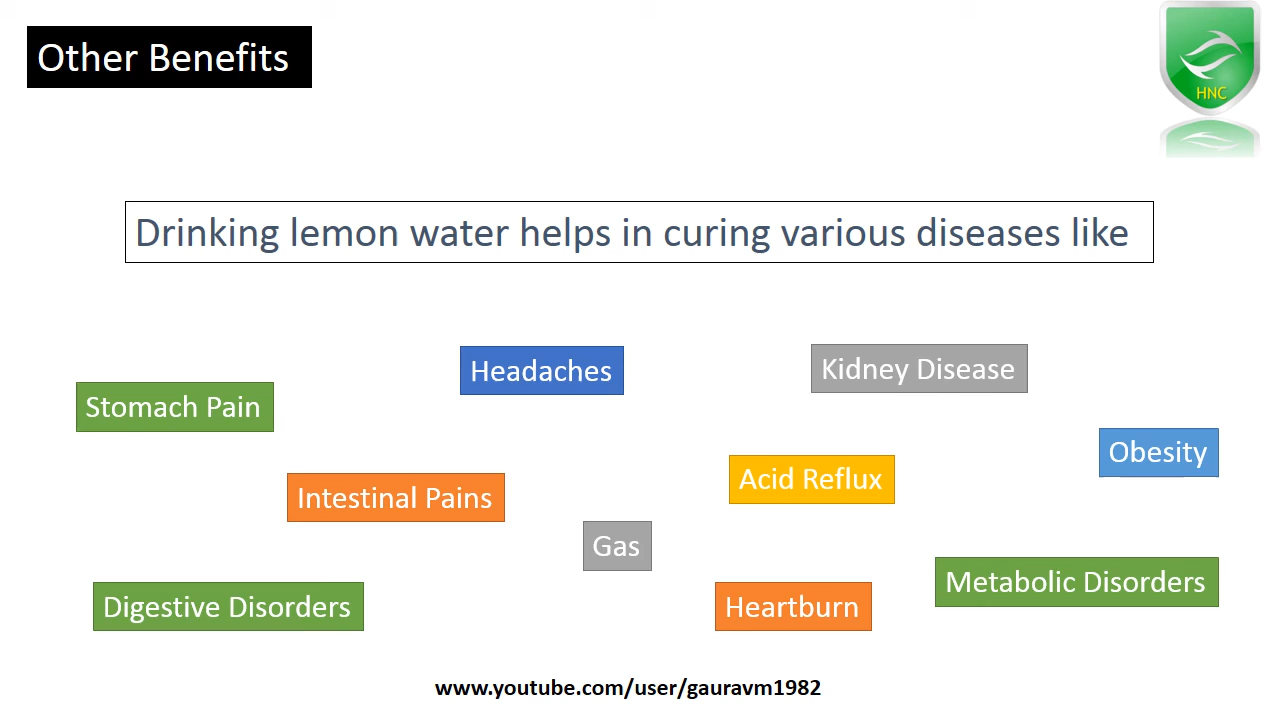 Other Benefits
HNC
Drinking lemon water helps in curing various diseases like
Headaches
Kidney Disease
Stomach Pain
Obesity
Acid Reflux
Intestinal Pains
Gas
Metabolic Disorders
Digestive Disorders
Heartburn
www.youtube.com/user/gauravm1982